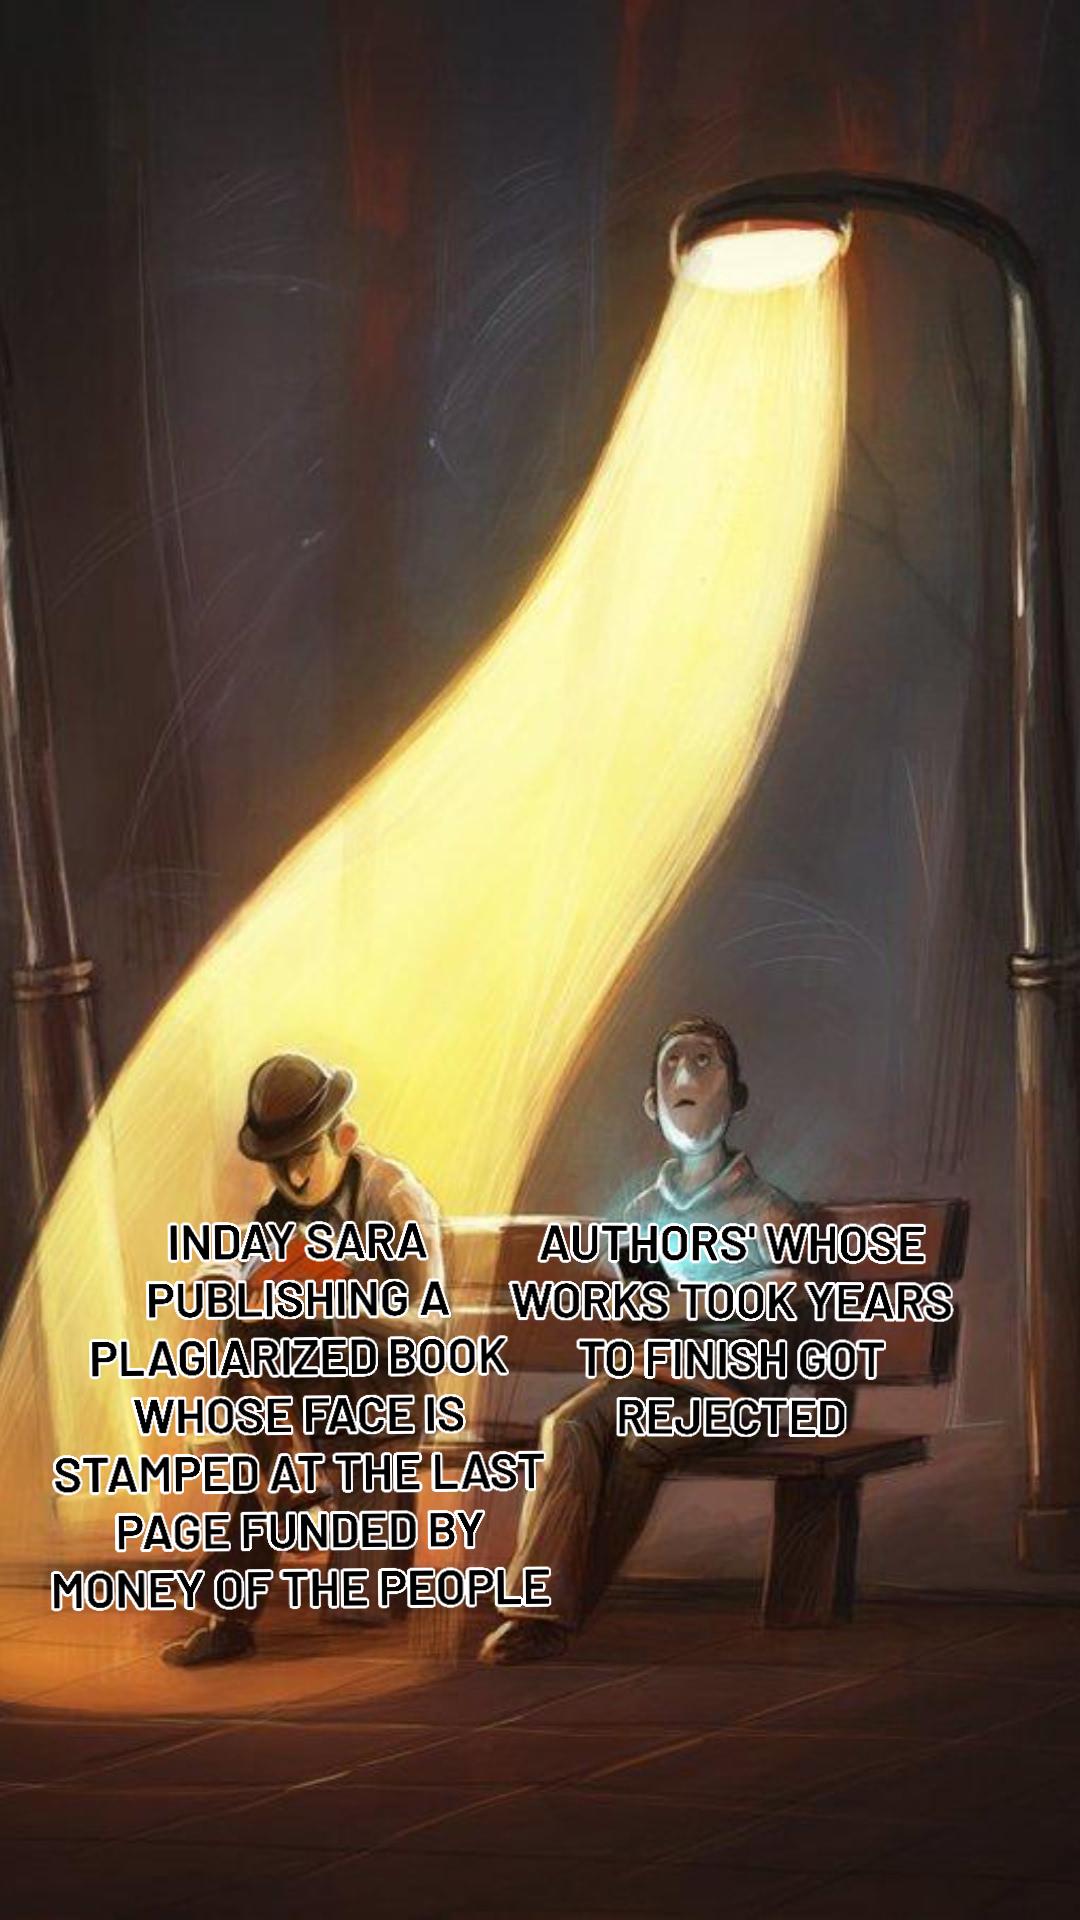 INDAY SARA
PUBLISHING A
PLAGIARIZED BOOK
WHOSE FACE IS
STAMPED AT THE LAST
PAGE FUNDED BY
MONEY OF THE PEOPLE
AUTHORS' WHOSE
WORKS TOOK YEARS
TO FINISH GOT
REJECTED